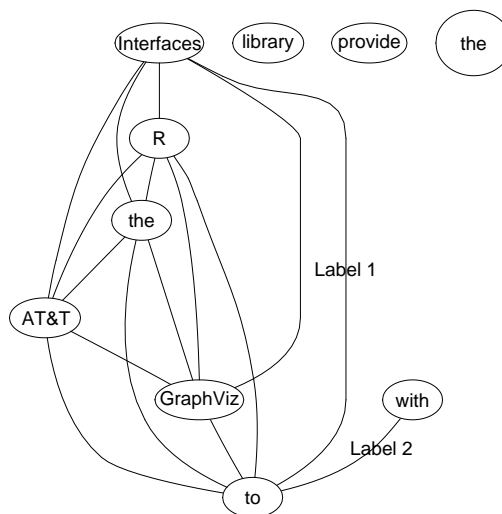 Interfaces library provide the
R
the
Label 1
AT&T
GraphViz with
Label 2
to